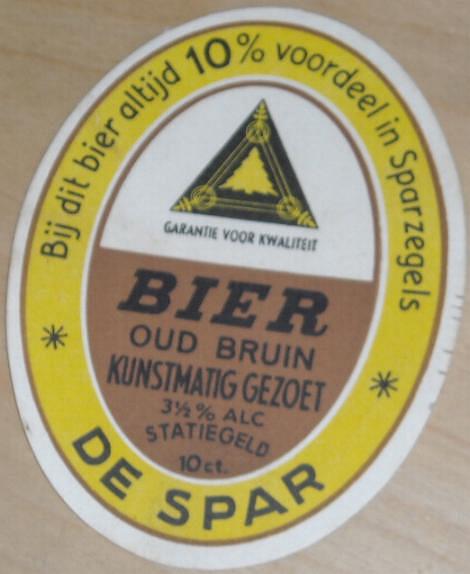 Bij dit bier altijd 10% voordeel in Sparzegels
GARANTIE VOOR KWALITEIT
BIER
OUD BRUIN
KUNSTMATIG GEZOET
3½% ALC
STATIEGELD
10 ct.
* DE SPAR *